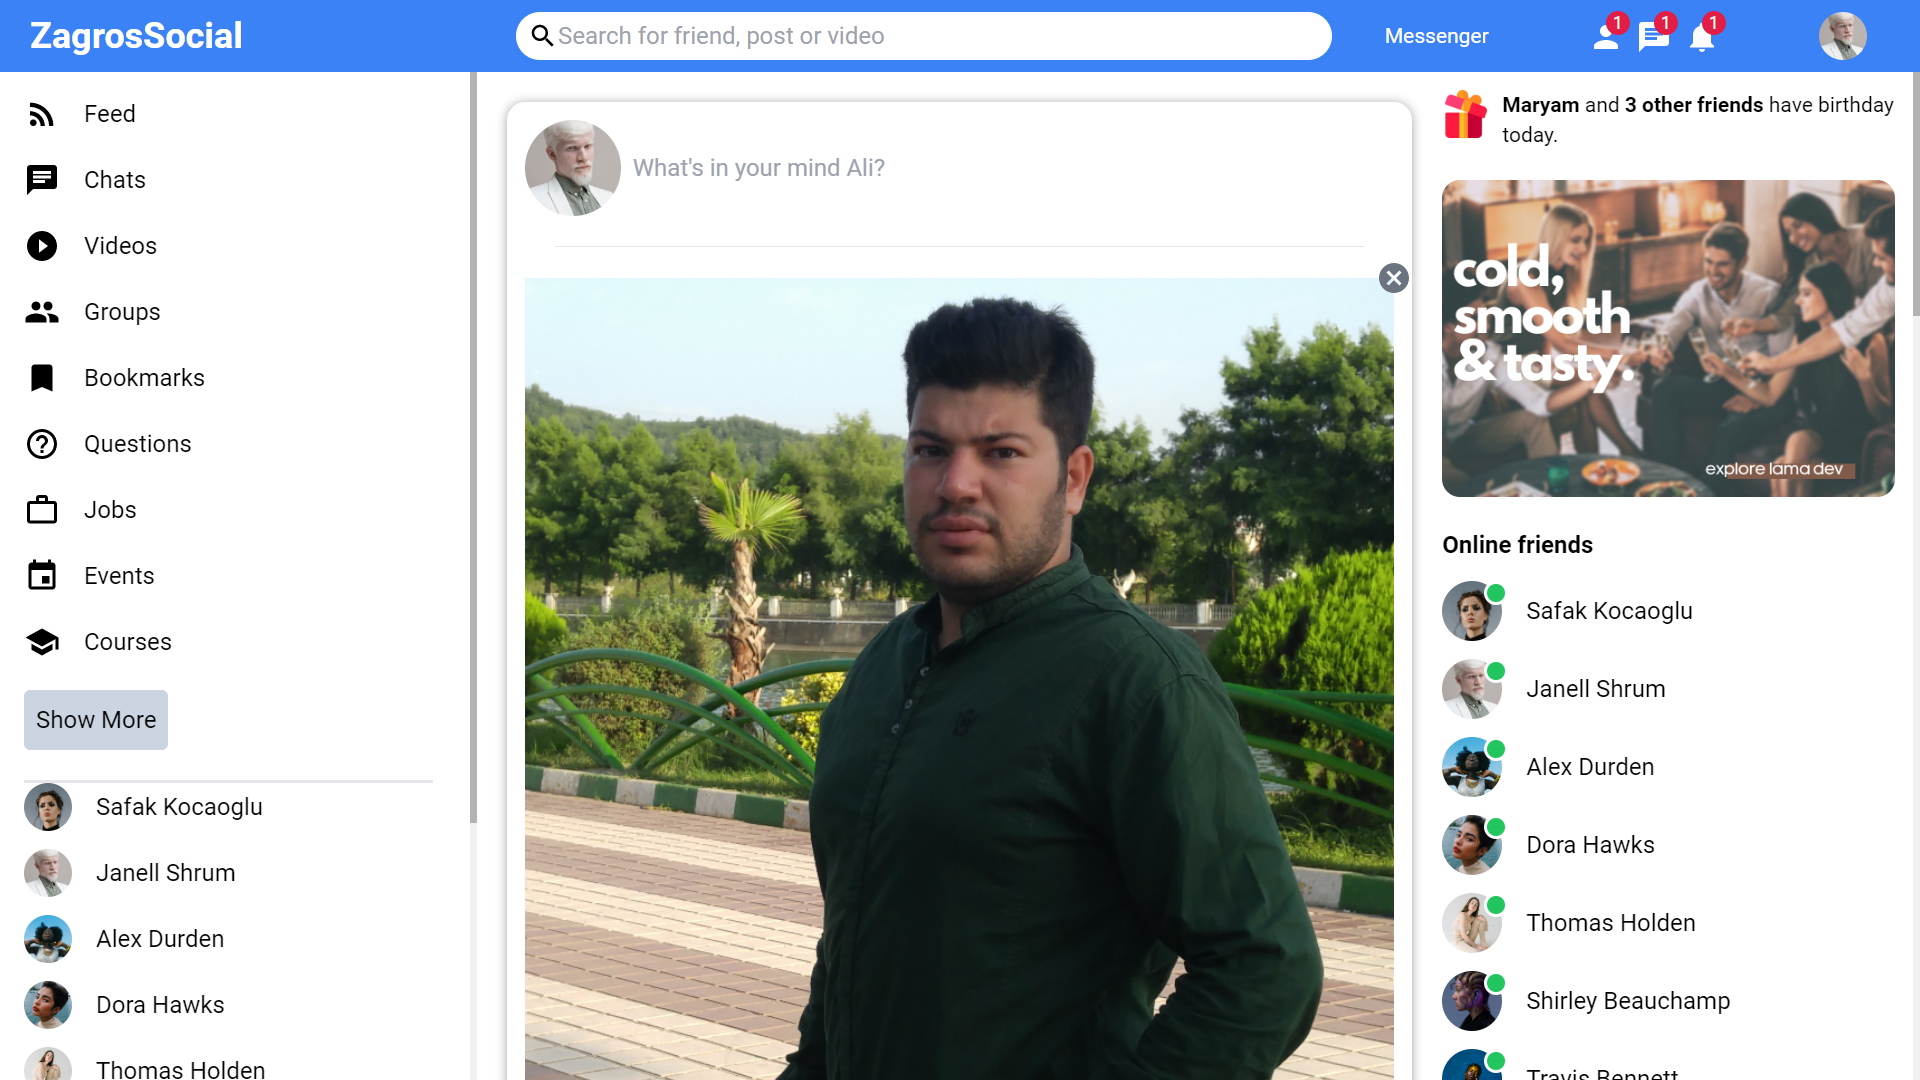 ZagrosSocial
Search for friend, post or video
Messenger
1
1
1
Feed
Chats
Videos
Groups
Bookmarks
Questions
Jobs
Events
Courses
Show More
Safak Kocaoglu
Janell Shrum
Alex Durden
Dora Hawks
Thomas Holden
What's in your mind Ali?
Maryam and 3 other friends have birthday
today.
cold,
smooth
& tasty.
explore lama dev
Online friends
Safak Kocaoglu
Janell Shrum
Alex Durden
Dora Hawks
Thomas Holden
Shirley Beauchamp
Travis Bennett